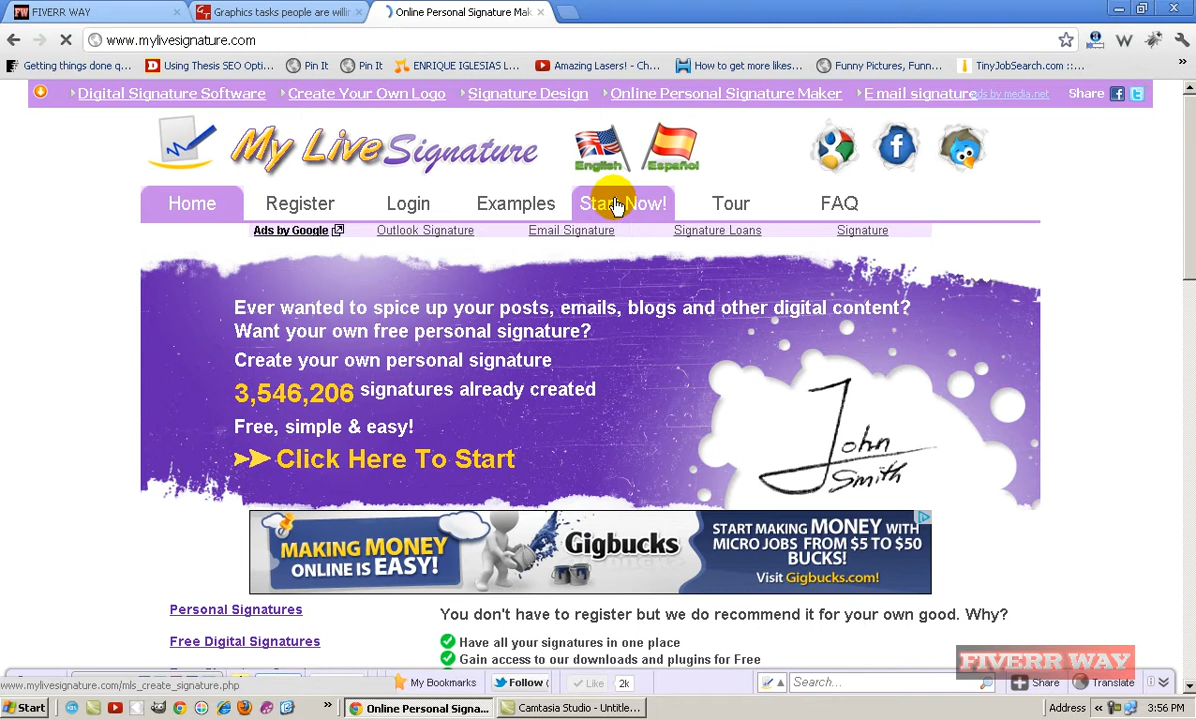 FIVERR WAY
Graphics tasks people are willin
Online Personal Signature Mak
www.mylivesignature.com
Getting things done q...
Using Thesis SEO Opti...
Pin It
Pin It
ENRIQUE IGLESIAS L...
Amazing Lasers! - Ch...
How to get more likes...
Funny Pictures, Funn...
TinyJobSearch.com ::...
Digital Signature Software
Create Your Own Logo
Signature Design
Online Personal Signature Maker
Email signature
ads by media.net
Share
My Live Signature
English
Español
Home
Register
Login
Examples
Start Now!
Tour
FAQ
Ads by Google
Outlook Signature
Email Signature
Signature Loans
Signature
Ever wanted to spice up your posts, emails, blogs and other digital content?
Want your own free personal signature?
Create your own personal signature
3,546,206 signatures already created
Free, simple & easy!
Click Here To Start
John
Smith
MAKING MONEY
ONLINE IS EASY!
Gigbucks
START MAKING MONEY WITH
MICRO JOBS FROM $5 TO $50
BUCKS!
Visit Gigbucks.com!
Personal Signatures
Free Digital Signatures
You don't have to register but we do recommend it for your own good. Why?
Have all your signatures in one place
Gain access to our downloads and plugins for Free
FIVERR WAY
www.mylivesignature.com/mls_create_signature.php
My Bookmarks
Follow
Like
2k
Search...
Share
Translate
Start
Online Personal Signa...
Camtasia Studio - Untitle...
Address
3:56 PM